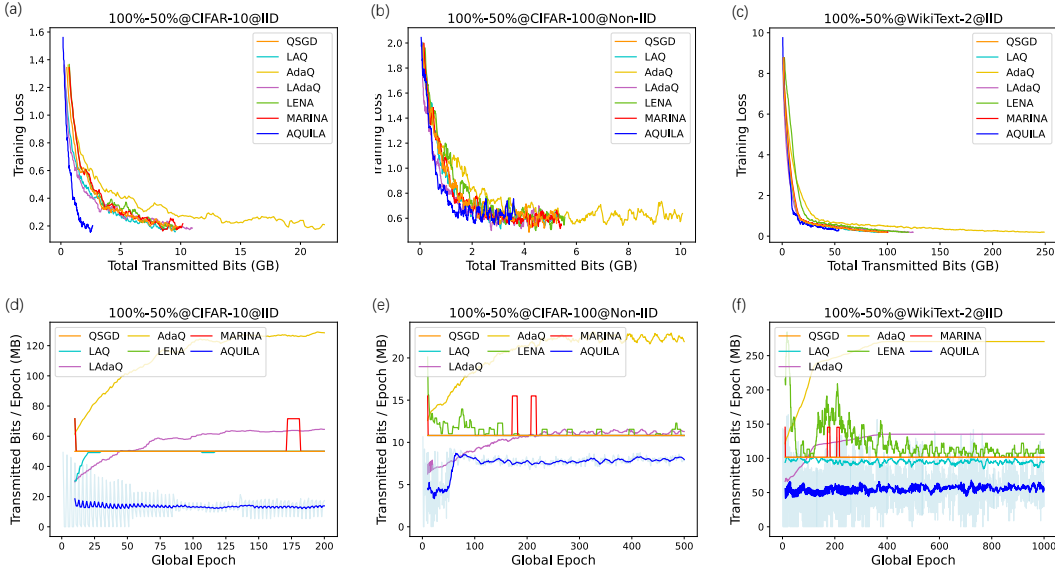 (a)
100%-50%@CIFAR-10@IID
Training Loss
1.6
1.4
1.2
1.0
0.8
0.6
0.4
0.2
QSGD
LAQ
AdaQ
LAdaQ
LENA
MARINA
AQUILA
0 5 10 15 20
Total Transmitted Bits (GB)
(b)
100%-50%@CIFAR-100@Non-IID
Training Loss
2.0
1.8
1.6
1.4
1.2
1.0
0.8
0.6
QSGD
LAQ
AdaQ
LAdaQ
LENA
MARINA
AQUILA
0 2 4 6 8 10
Total Transmitted Bits (GB)
(c)
100%-50%@WikiText-2@IID
Training Loss
10
8
6
4
2
0
QSGD
LAQ
AdaQ
LAdaQ
LENA
MARINA
AQUILA
0 50 100 150 200 250
Total Transmitted Bits (GB)
(d)
100%-50%@CIFAR-10@IID
Transmitted Bits / Epoch (MB)
120
100
80
60
40
20
0
QSGD AdaQ MARINA
LAQ LENA AQUILA
LAdaQ
0 25 50 75 100 125 150 175 200
Global Epoch
(e)
100%-50%@CIFAR-100@Non-IID
Transmitted Bits / Epoch (MB)
20
15
10
5
0
QSGD AdaQ MARINA
LAQ LENA AQUILA
LAdaQ
0 100 200 300 400 500
Global Epoch
(f)
100%-50%@WikiText-2@IID
Transmitted Bits / Epoch (MB)
250
200
150
100
50
0
QSGD AdaQ MARINA
LAQ LENA AQUILA
LAdaQ
0 200 400 600 800 1000
Global Epoch